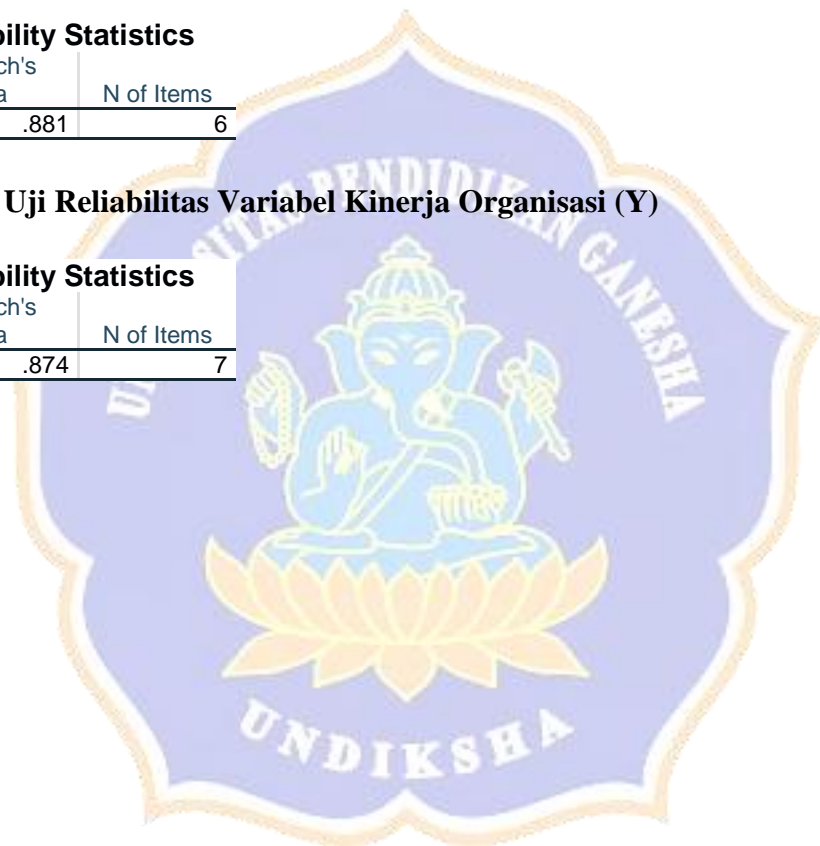 bility Statistics
ch's
a N of Items
.881 6
Uji Reliabilitas Variabel Kinerja Organisasi (Y)
bility Statistics
ch's
a N of Items
.874 7
SITAS PENDIDIKAN GANESHA
UNDIKSHA